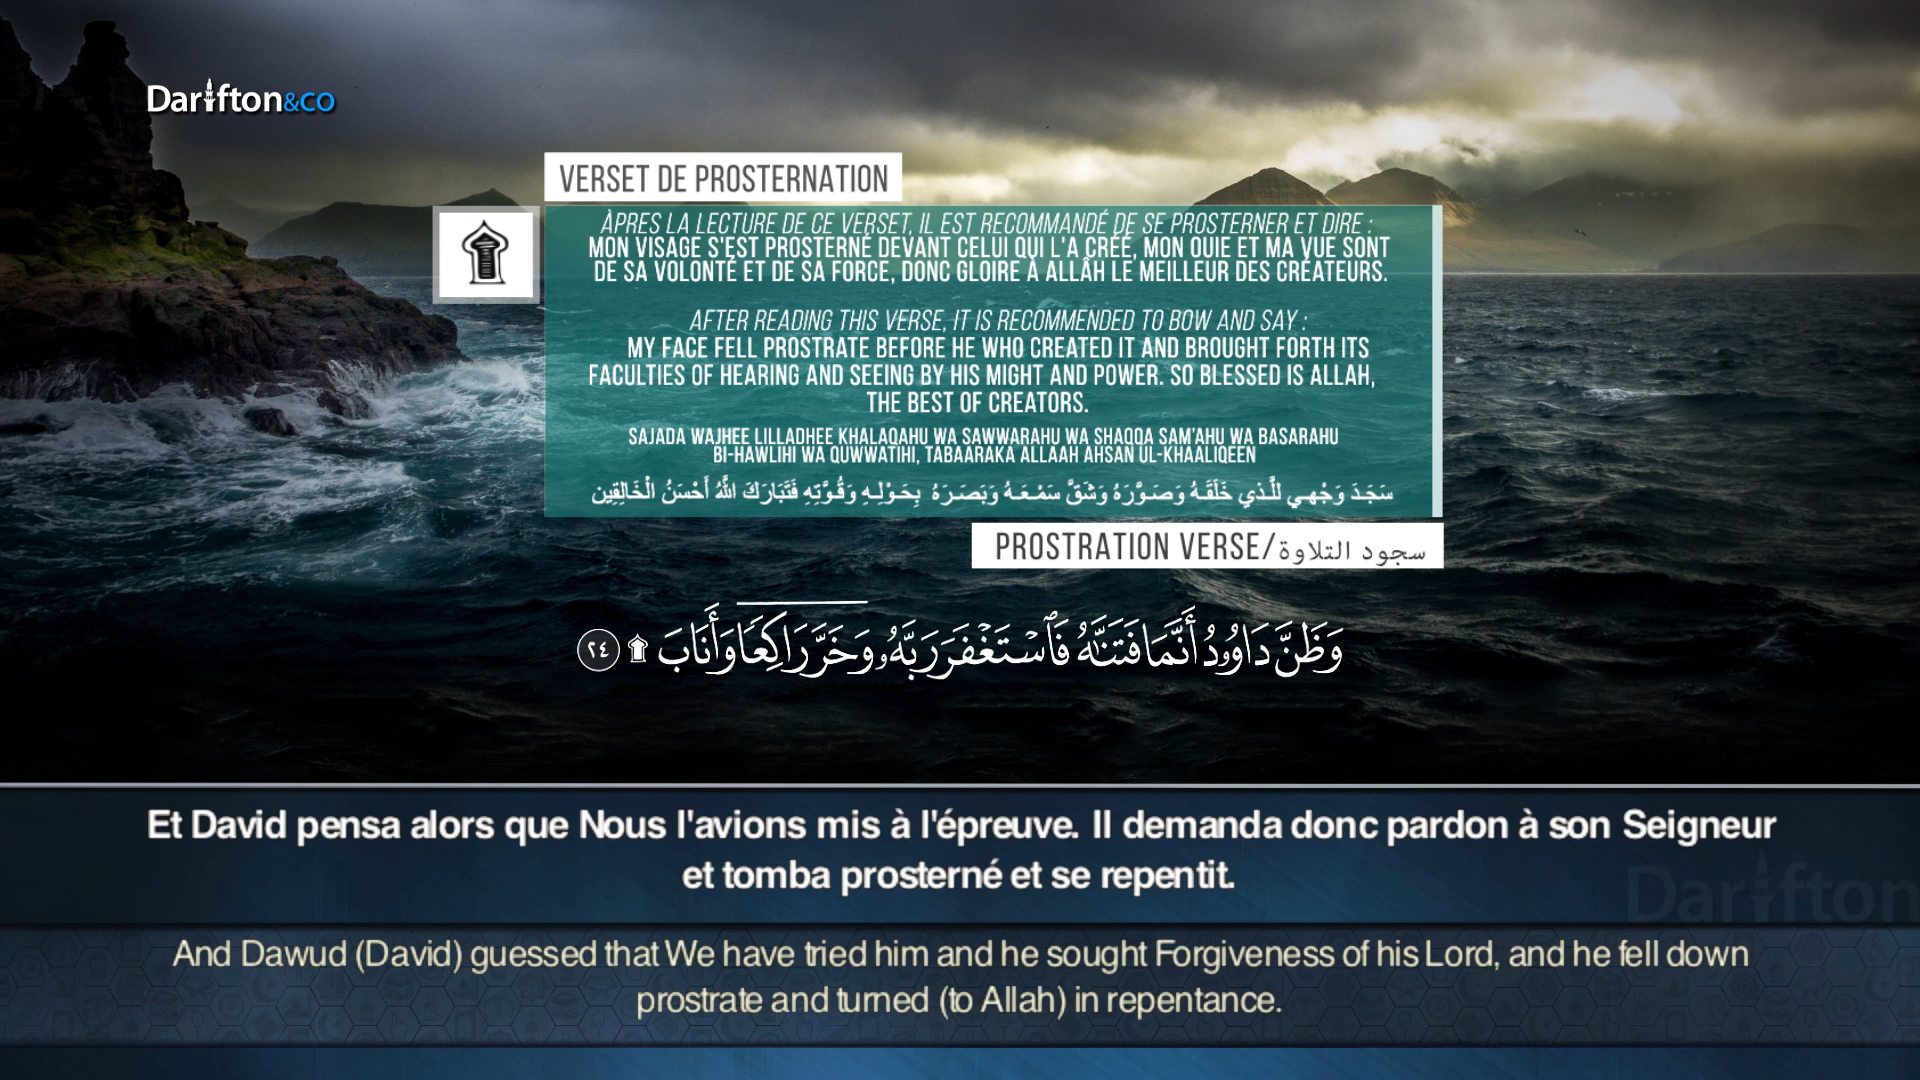 Darifton&co
VERSET DE PROSTERNATION
ÀPRES LA LECTURE DE CE VERSET, IL EST RECOMMANDÉ DE SE PROSTERNER ET DIRE :
MON VISAGE S'EST PROSTERNÉ DEVANT CELUI QUI L'A CRÉÉ, MON OUIE ET MA VUE SONT
DE SA VOLONTÉ ET DE SA FORCE, DONC GLOIRE À ALLÂH LE MEILLEUR DES CRÉATEURS.
AFTER READING THIS VERSE, IT IS RECOMMENDED TO BOW AND SAY :
MY FACE FELL PROSTRATE BEFORE HE WHO CREATED IT AND BROUGHT FORTH ITS
FACULTIES OF HEARING AND SEEING BY HIS MIGHT AND POWER. SO BLESSED IS ALLAH,
THE BEST OF CREATORS.
SAJADA WAJHEE LILLADHEE KHALAQAHU WA SAWWARAHU WA SHAQQA SAM'AHU WA BASARAHU
BI-HAWLIHI WA QUWWATIHI, TABAARAKA ALLAAH AHSAN UL-KHAALIQEEN
سَجَدَ وَجْهِي لِلَّذِي خَلَقَهُ وَصَوَّرَهُ وَشَقَّ سَمْعَهُ وَبَصَرَهُ بِحَوْلِهِ وَقُوَّتِهِ فَتَبَارَكَ اللَّهُ أَحْسَنُ الْخَالِقِين
PROSTRATION VERSE/سجود التلاوة
وَظَنَّ دَاوُۥدُ أَنَّمَا فَتَنَّٰهُ فَٱسْتَغْفَرَ رَبَّهُۥ وَخَرَّ رَاكِعًا وَأَنَابَ ۩ ٢٤
Et David pensa alors que Nous l'avions mis à l'épreuve. Il demanda donc pardon à son Seigneur
et tomba prosterné et se repentit.
Darifton
And Dawud (David) guessed that We have tried him and he sought Forgiveness of his Lord, and he fell down
prostrate and turned (to Allah) in repentance.